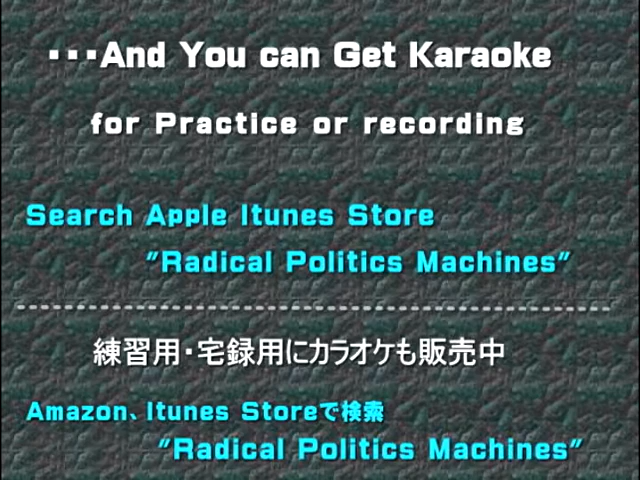 ･･･And You can Get Karaoke
for Practice or recording
Search Apple Itunes Store
"Radical Politics Machines"
練習用・宅録用にカラオケも販売中
Amazon、Itunes Storeで検索
"Radical Politics Machines"